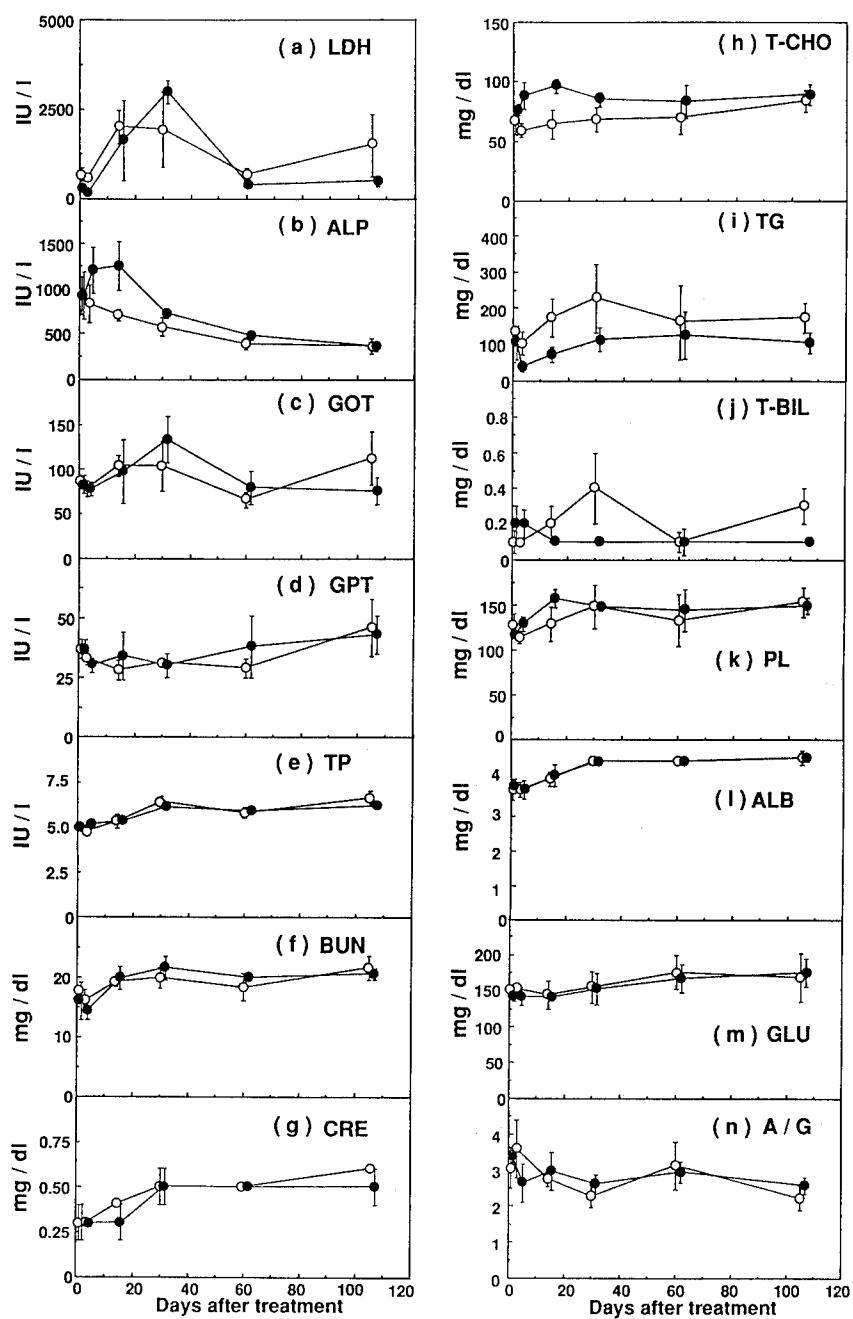 (a) LDH
5000
2500
0
IU / l
(b) ALP
1500
1000
500
0
IU / l
(c) GOT
150
100
50
0
IU / l
(d) GPT
50
25
0
IU / l
(e) TP
7.5
5.0
2.5
0
IU / l
(f) BUN
20
10
0
mg / dl
(g) CRE
0.75
0.50
0.25
0
mg / dl
0 20 40 60 80 100 120
Days after treatment
(h) T-CHO
150
100
50
0
mg / dl
(i) TG
400
300
200
100
0
mg / dl
(j) T-BIL
0.8
0.6
0.4
0.2
0
mg / dl
(k) PL
150
100
50
0
mg / dl
(l) ALB
4
3
2
1
0
mg / dl
(m) GLU
200
150
100
50
0
mg / dl
(n) A / G
4
3
2
1
0
0 20 40 60 80 100 120
Days after treatment